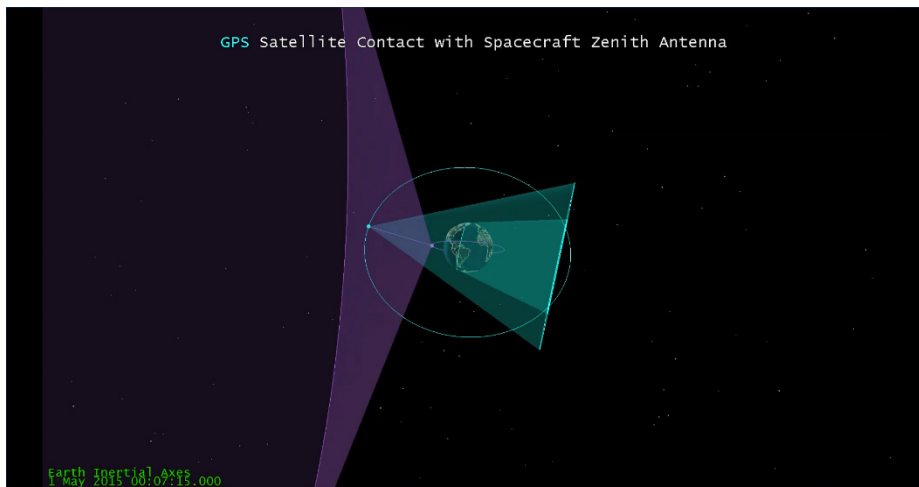 GPS Satellite Contact with Spacecraft Zenith Antenna
Earth Inertial Axes
1 May 2015 00:07:15.000